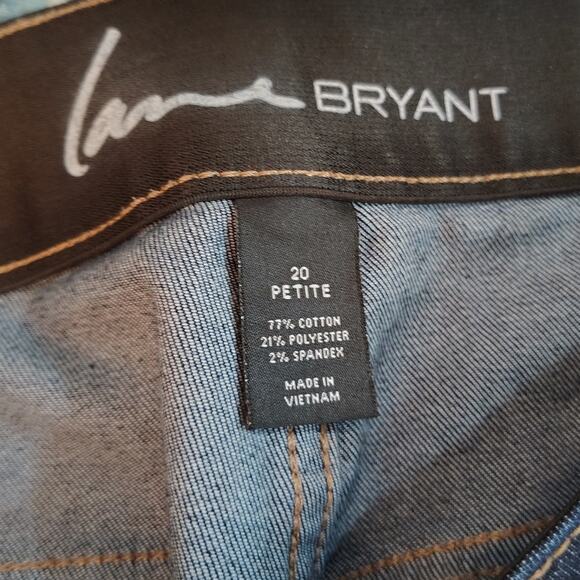 Lane BRYANT
20
PETITE
77% COTTON
21% POLYESTER
2% SPANDEX
MADE IN
VIETNAM